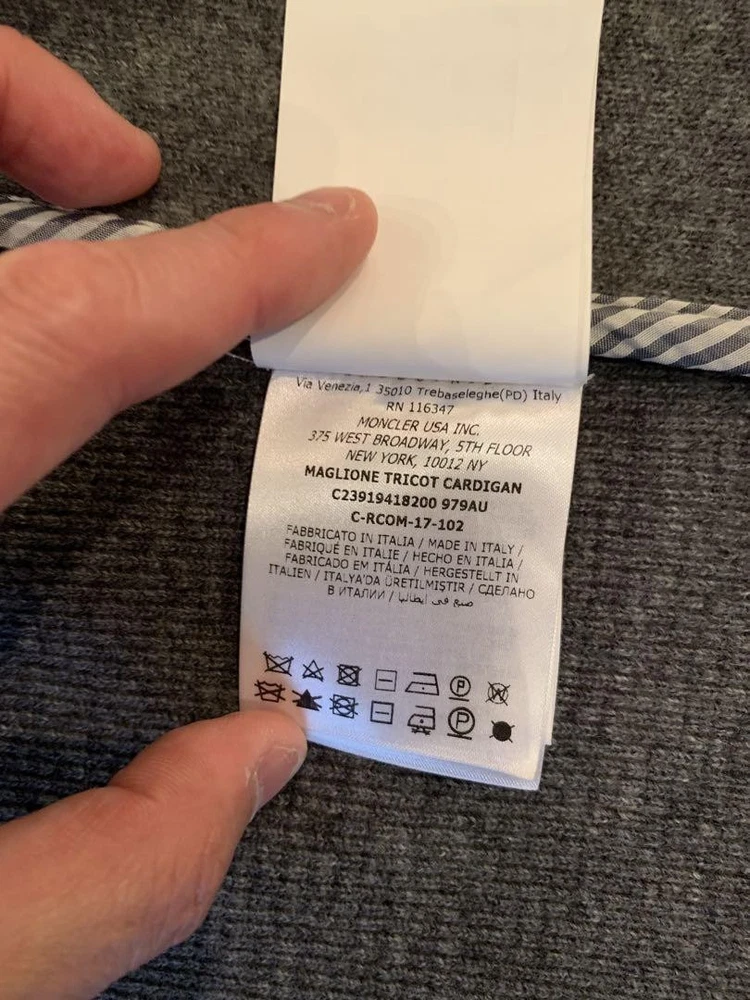 Via Venezia,1 35010 Trebaseleghe(PD) Italy
RN 116347
MONCLER USA INC,
375 WEST BROADWAY, 5TH FLOOR
NEW YORK, 10012 NY
MAGLIONE TRICOT CARDIGAN
C23919418200 979AU
C-RCOM-17-102
FABBRICATO IN ITALIA / MADE IN ITALY /
FABRIQUÉ EN ITALIE / HECHO EN ITALIA /
FABRICADO EM ITÁLIA / HERGESTELLT IN
ITALIEN / ITALYA'DA ÜRETILMIŞTIR / СДЕЛАНО
В ИТАЛИИ / صنع في ايطاليا
P
W
P